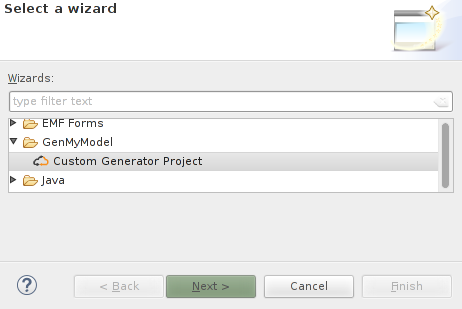 Select a wizard
Wizards:
type filter text
EMF Forms
GenMyModel
Custom Generator Project
Java
? < Back Next > Cancel Finish